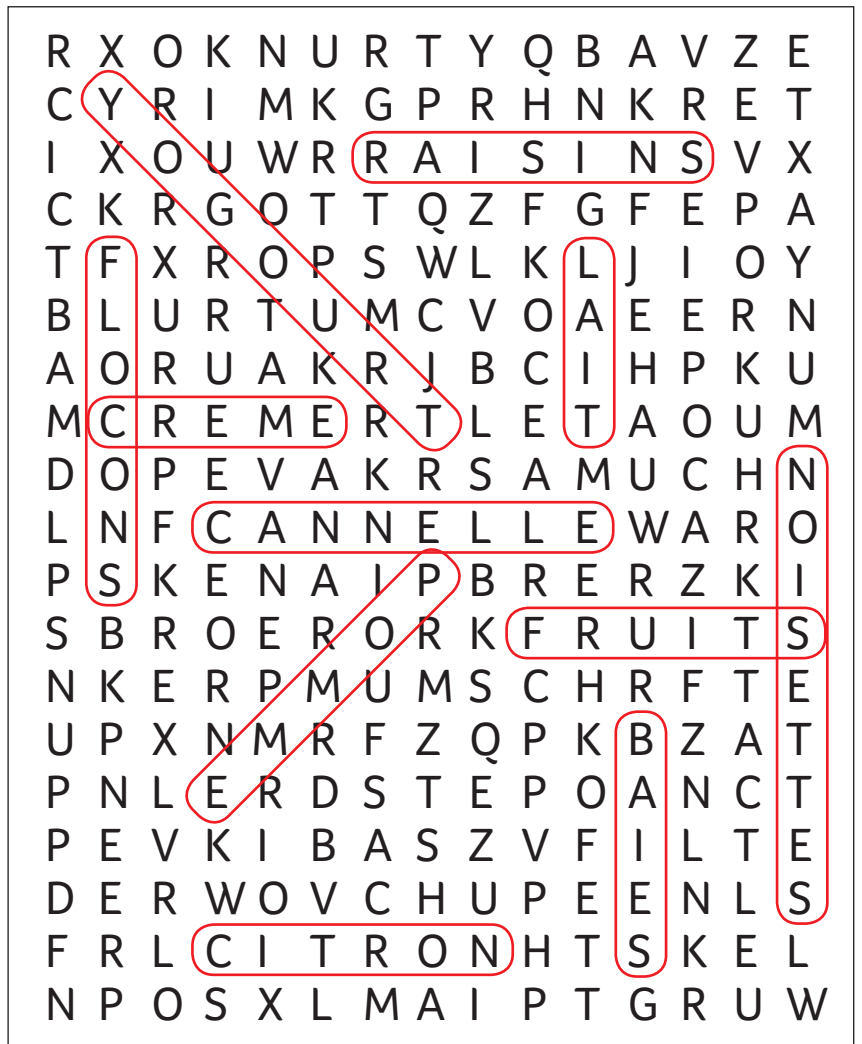 R X O K N U R T Y Q B A V Z E
C Y R I M K G P R H N K R E T
I X O U W R R A I S I N S V X
C K R G O T T Q Z F G F E P A
T F X R O P S W L K L J I O Y
B L U R T U M C V O A E E R N
A O R U A K R J B C I H P K U
M C R E M E R T L E T A O U M
D O P E V A K R S A M U C H N
L N F C A N N E L L E W A R O
P S K E N A I P B R E R Z K I
S B R O E R O R K F R U I T S
N K E R P M U M S C H R F T E
U P X N M R F Z Q P K B Z A T
P N L E R D S T E P O A N C T
P E V K I B A S Z V F I L T E
D E R W O V C H U P E E N L S
F R L C I T R O N H T S K E L
N P O S X L M A I P T G R U W